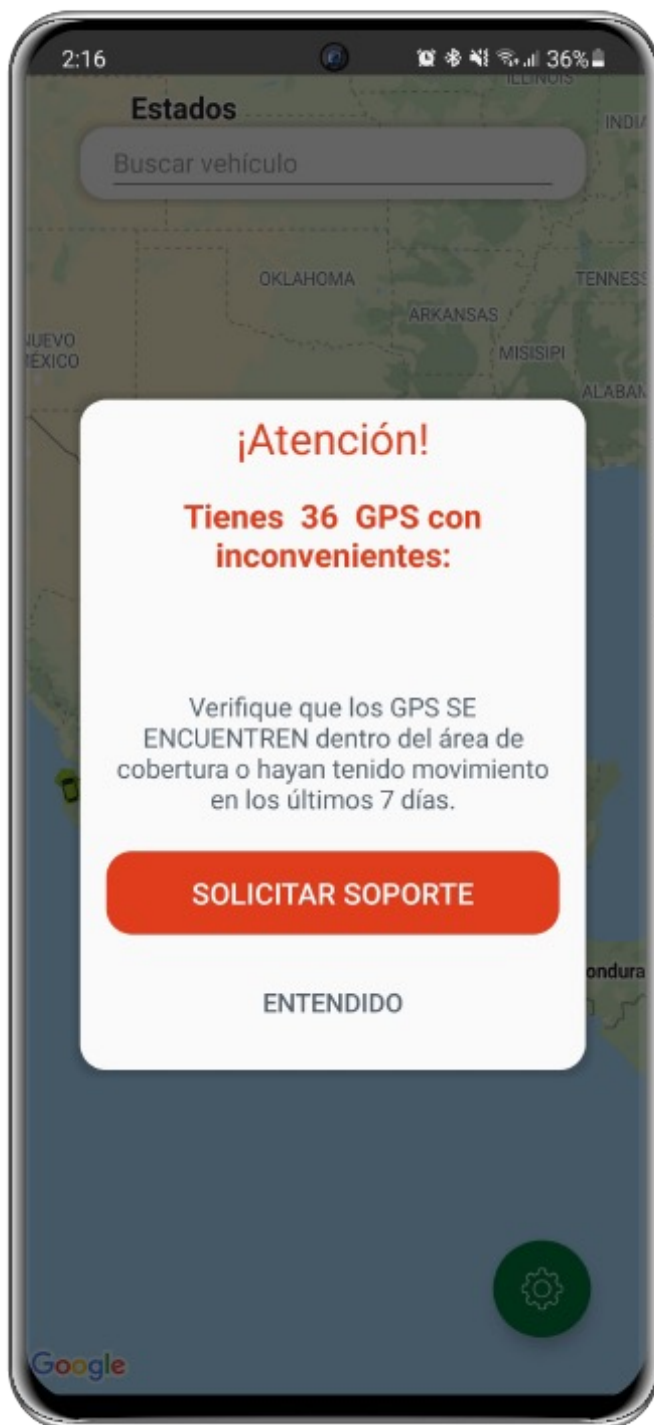 2:16
36%
ILLINOIS
Estados
INDIA
Buscar vehículo
OKLAHOMA
TENNESS
ARKANSAS
NUEVO
MÉXICO
MISISIPI
ALABAM
¡Atención!
Tienes 36 GPS con
inconvenientes:
Verifique que los GPS SE
ENCUENTREN dentro del área de
cobertura o hayan tenido movimiento
en los últimos 7 días.
SOLICITAR SOPORTE
ondura
ENTENDIDO
Google